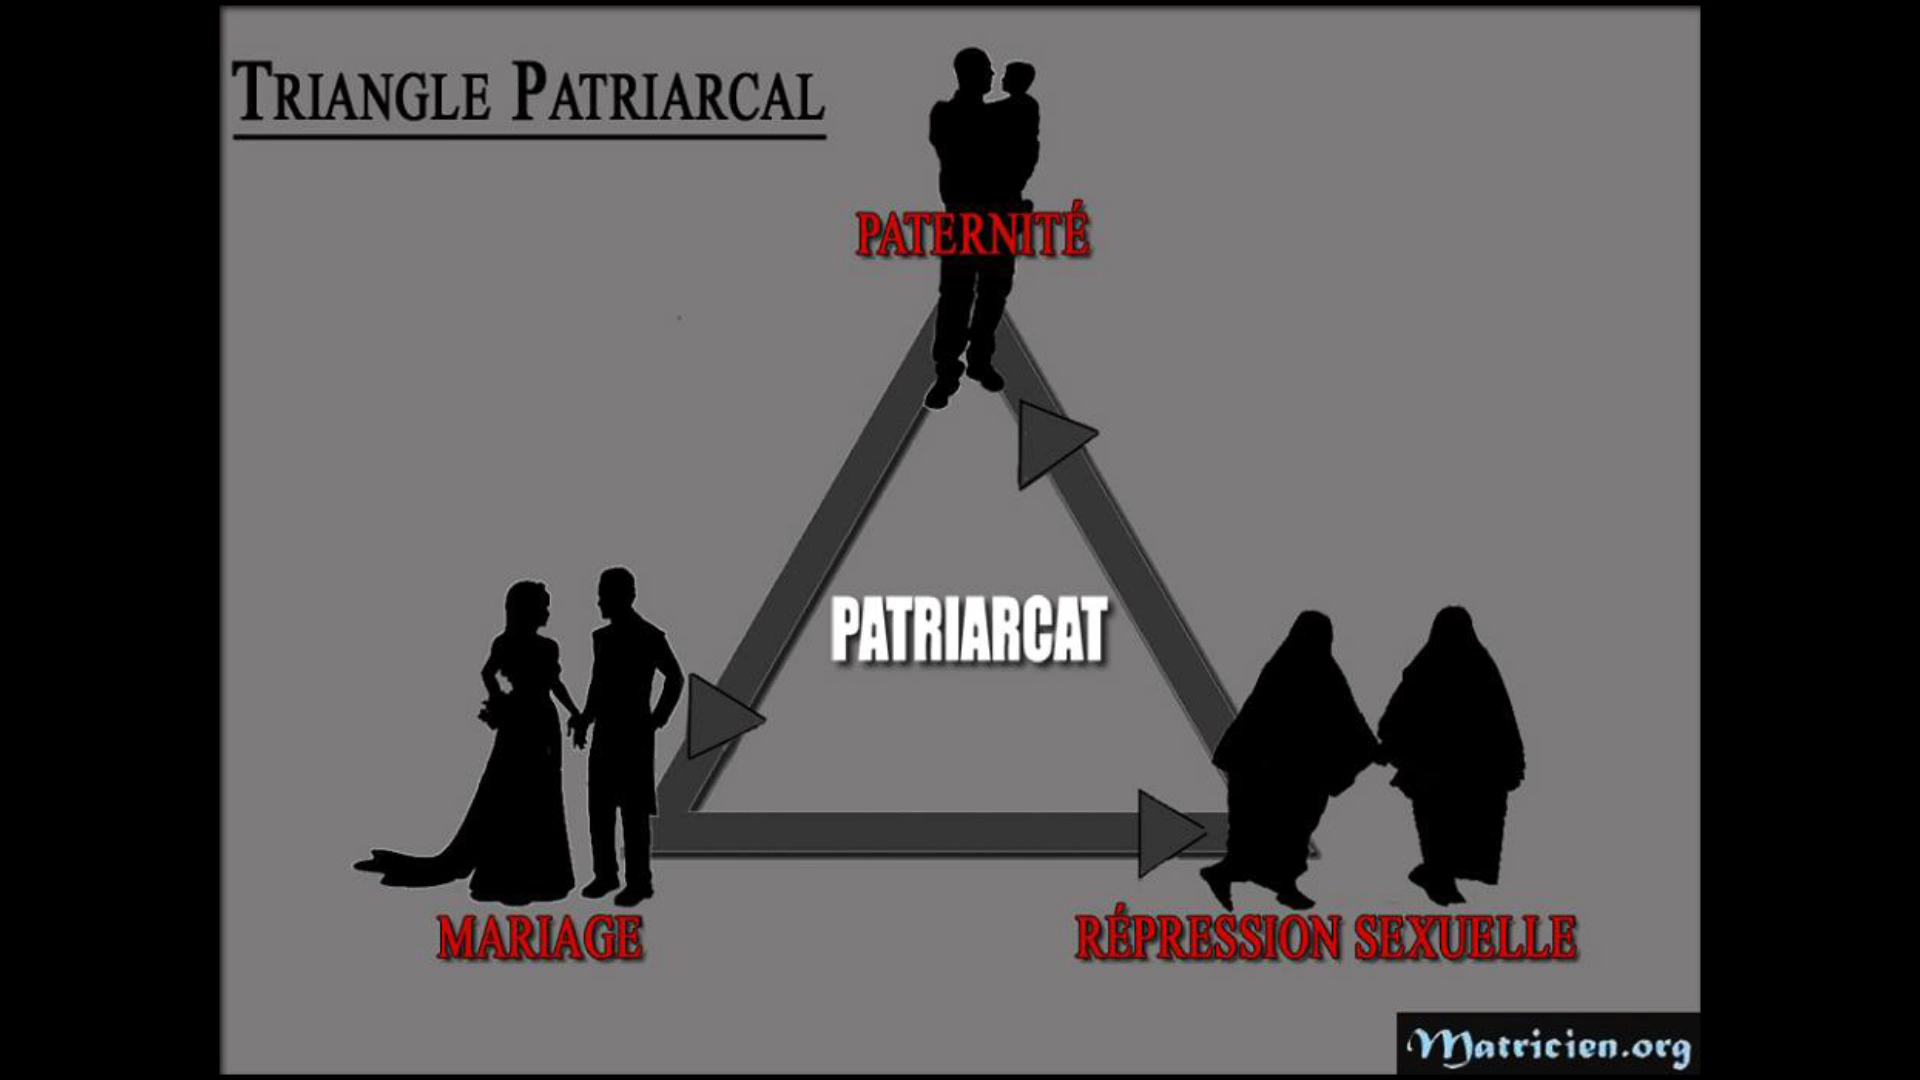 TRIANGLE PATRIARCAL
PATERNITÉ
PATRIARCAT
MARIAGE
RÉPRESSION SEXUELLE
Matricien.org